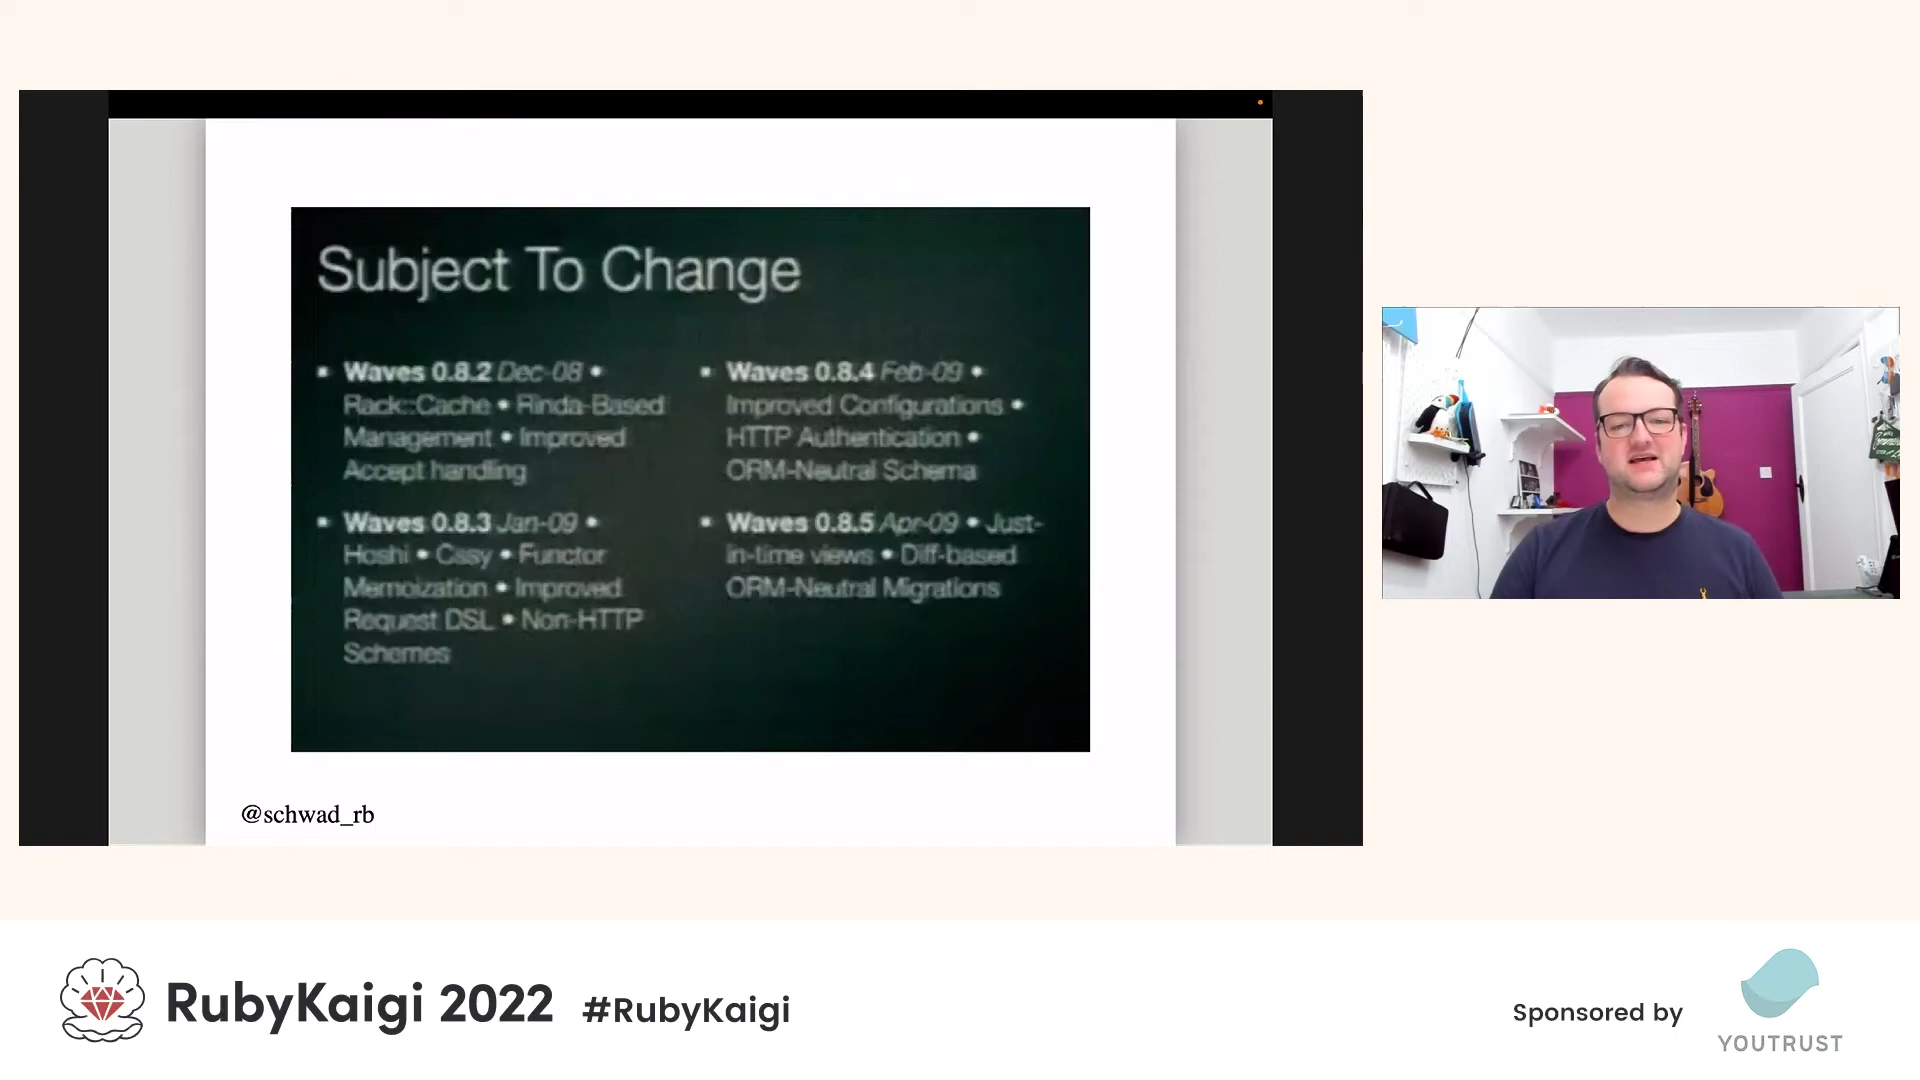 Subject To Change
▪ Waves 0.8.2 Dec-08 •
Rack::Cache • Rinda-Based
Management • Improved
Accept handling
▪ Waves 0.8.3 Jan-09 •
Hoshi • Cissy • Functor
Memoization • Improved
Request DSL • Non-HTTP
Schemes
▪ Waves 0.8.4 Feb-09 •
Improved Configurations •
HTTP Authentication •
ORM-Neutral Schema
▪ Waves 0.8.5 Apr-09 • Just-
in-time views • Diff-based
ORM-Neutral Migrations
@schwad_rb
RubyKaigi 2022 #RubyKaigi
Sponsored by
YOUTRUST